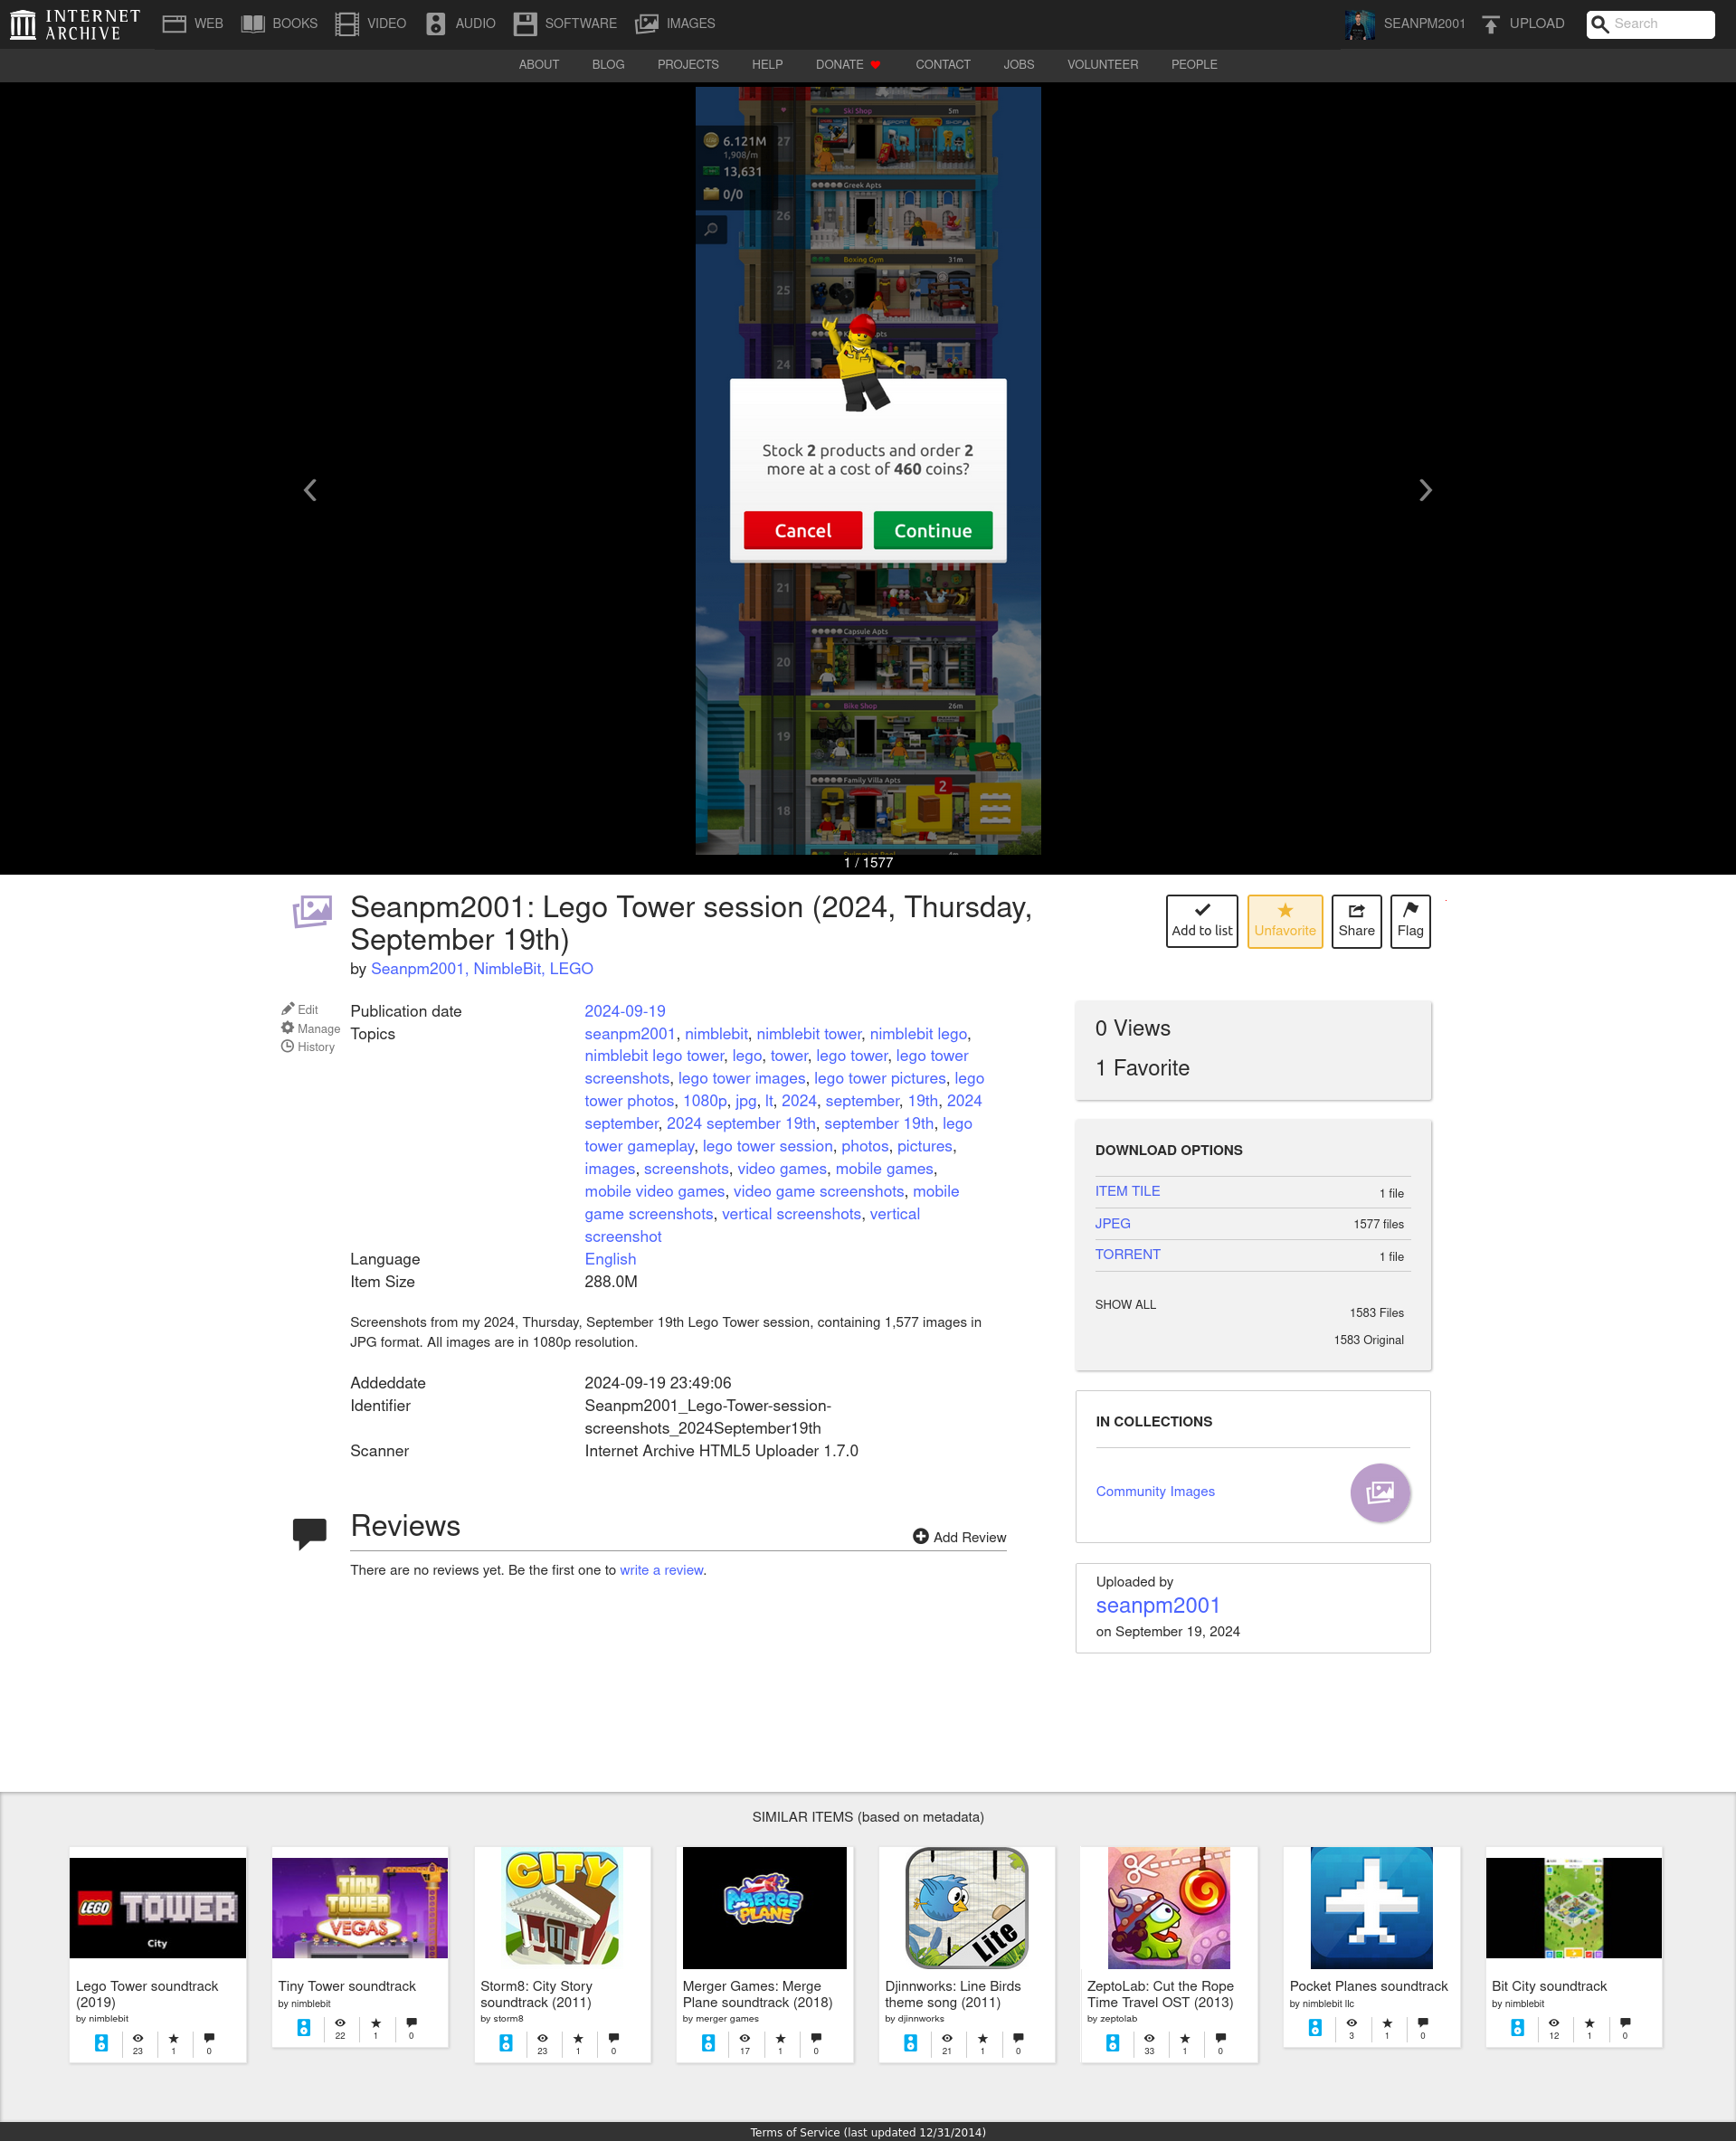 INTERNET ARCHIVE
WEB BOOKS VIDEO AUDIO SOFTWARE IMAGES
SEANPM2001 UPLOAD Search
ABOUT BLOG PROJECTS HELP DONATE CONTACT JOBS VOLUNTEER PEOPLE
Ski Shop 5m
6.121M
27
1,908/m
13,631
Greek Apts
0/0
26
Boxing Gym 31m
25
24
Stock 2 products and order 2
more at a cost of 460 coins?
Cancel Continue
21
Capsule Apts
20
Bike Shop 26m
19
Family Villa Apts
2
18
1 / 1577
Seanpm2001: Lego Tower session (2024, Thursday,
September 19th)
by Seanpm2001, NimbleBit, LEGO
Add to list Unfavorite Share Flag
Edit
Manage
History
Publication date 2024-09-19
Topics seanpm2001, nimblebit, nimblebit tower, nimblebit lego,
nimblebit lego tower, lego, tower, lego tower, lego tower
screenshots, lego tower images, lego tower pictures, lego
tower photos, 1080p, jpg, lt, 2024, september, 19th, 2024
september, 2024 september 19th, september 19th, lego
tower gameplay, lego tower session, photos, pictures,
images, screenshots, video games, mobile games,
mobile video games, video game screenshots, mobile
game screenshots, vertical screenshots, vertical
screenshot
Language English
Item Size 288.0M
Screenshots from my 2024, Thursday, September 19th Lego Tower session, containing 1,577 images in
JPG format. All images are in 1080p resolution.
Addeddate 2024-09-19 23:49:06
Identifier Seanpm2001_Lego-Tower-session-
screenshots_2024September19th
Scanner Internet Archive HTML5 Uploader 1.7.0
Reviews
Add Review
There are no reviews yet. Be the first one to write a review.
0 Views
1 Favorite
DOWNLOAD OPTIONS
ITEM TILE 1 file
JPEG 1577 files
TORRENT 1 file
SHOW ALL 1583 Files
1583 Original
IN COLLECTIONS
Community Images
Uploaded by
seanpm2001
on September 19, 2024
SIMILAR ITEMS (based on metadata)
LEGO TOWER
City
Lego Tower soundtrack
(2019)
by nimblebit
23 1 0
TINY TOWER VEGAS
Tiny Tower soundtrack
by nimblebit
22 1 0
CITY
Storm8: City Story
soundtrack (2011)
by storm8
23 1 0
MERGE PLANE
Merger Games: Merge
Plane soundtrack (2018)
by merger games
17 1 0
Lite
Djinnworks: Line Birds
theme song (2011)
by djinnworks
21 1 0
ZeptoLab: Cut the Rope
Time Travel OST (2013)
by zeptolab
33 1 0
Pocket Planes soundtrack
by nimblebit llc
3 1 0
Bit City soundtrack
by nimblebit
12 1 0
Terms of Service (last updated 12/31/2014)